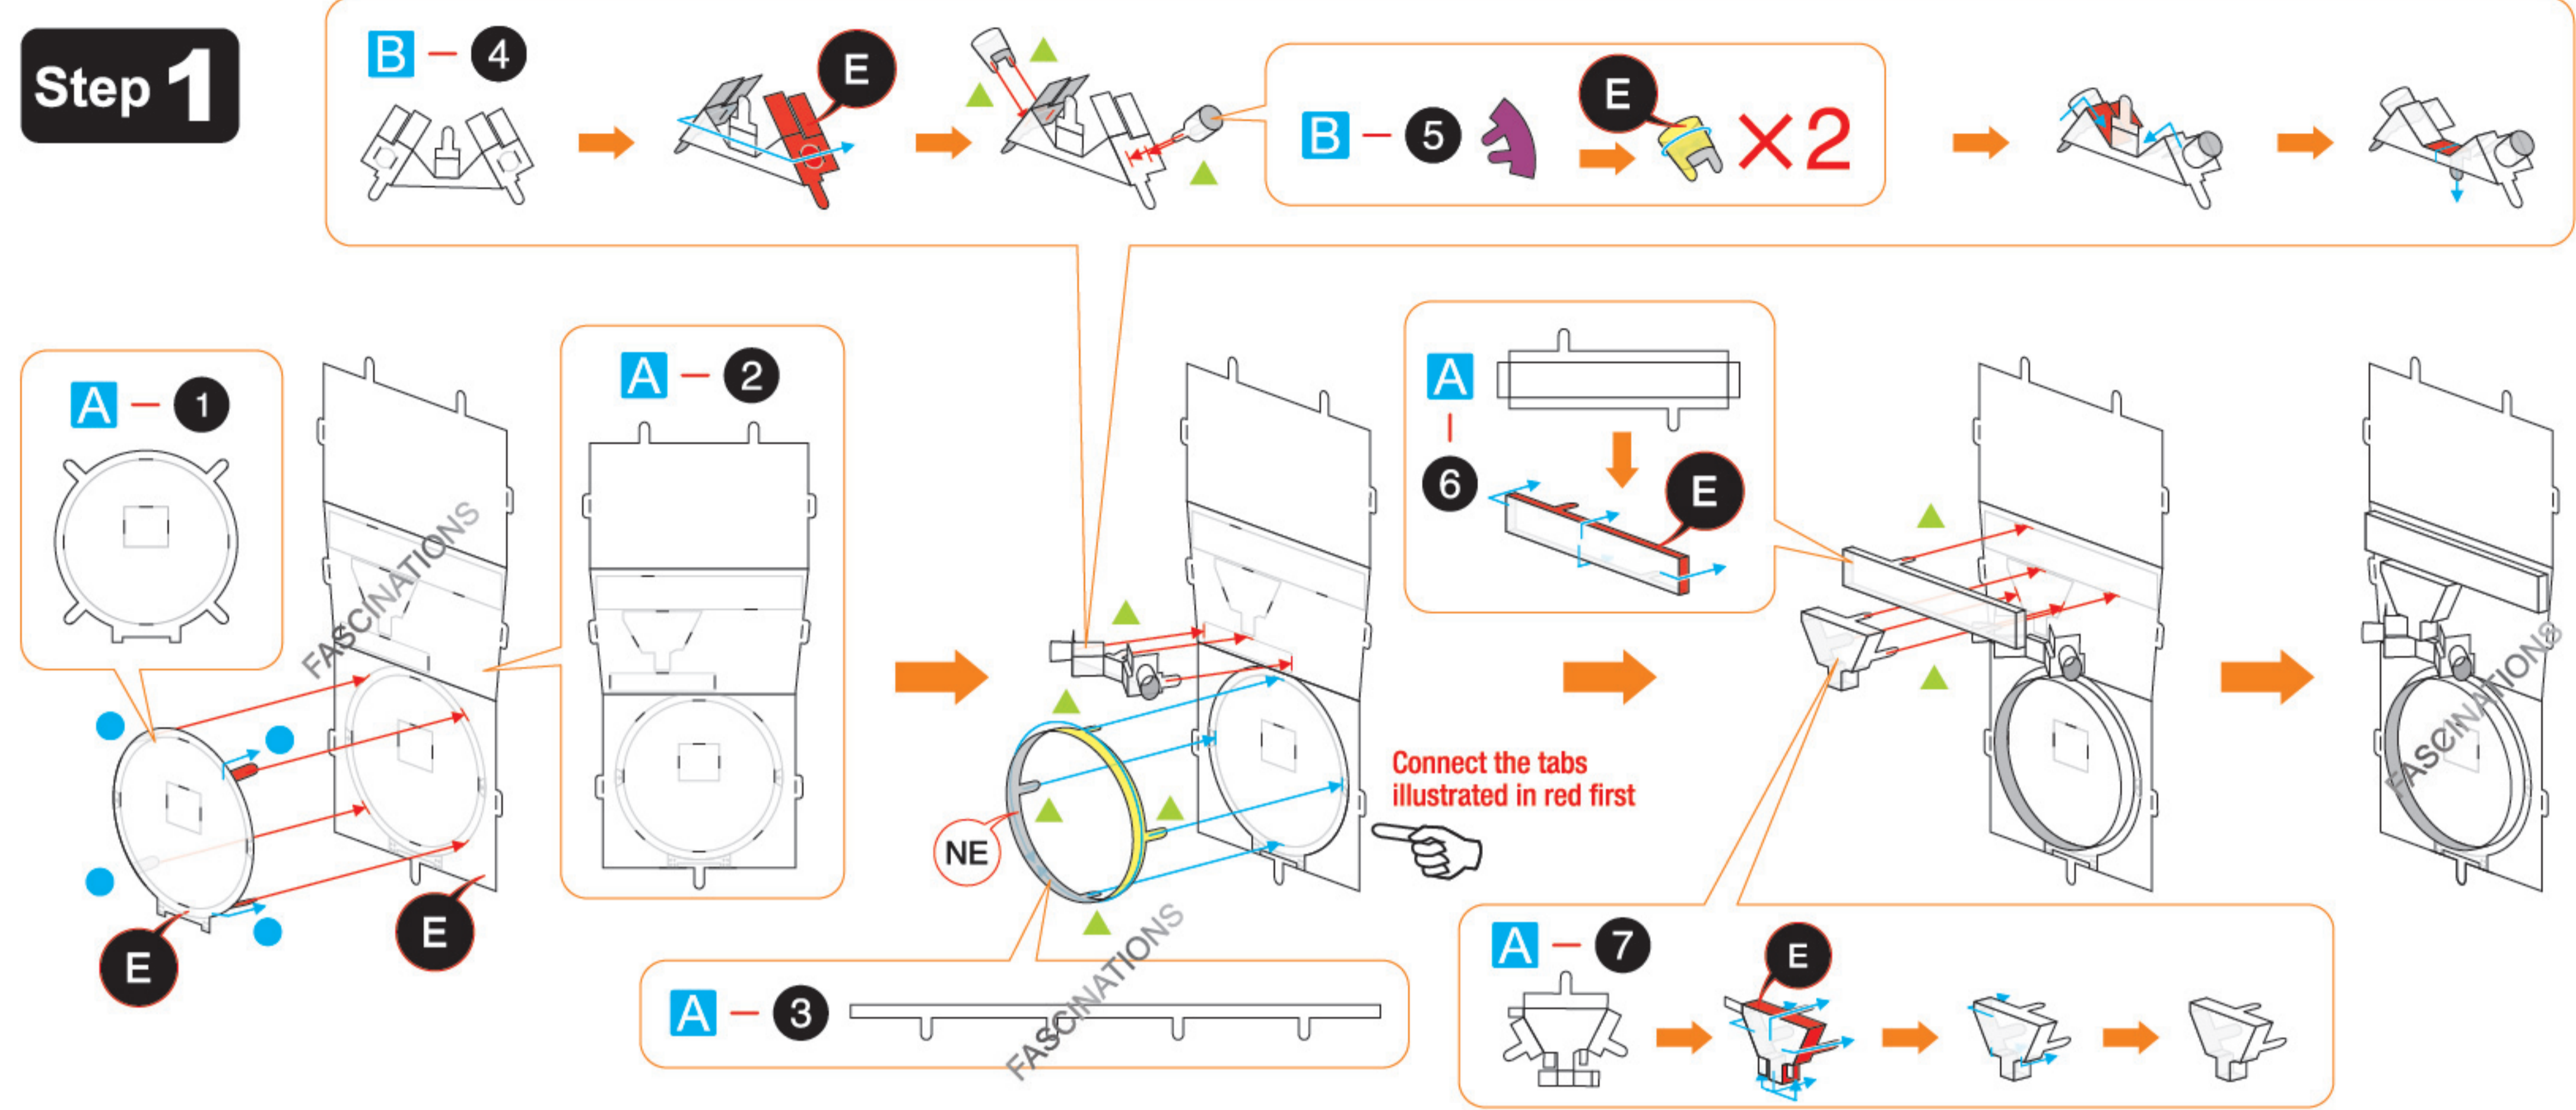 Step 1
B - 4
E
B - 5
E
×2
A - 1
A - 2
A
6
E
FASCINATIONS
E
E
NE
Connect the tabs
illustrated in red first
FASCINATIONS
A - 3
FASCINATIONS
A - 7
E